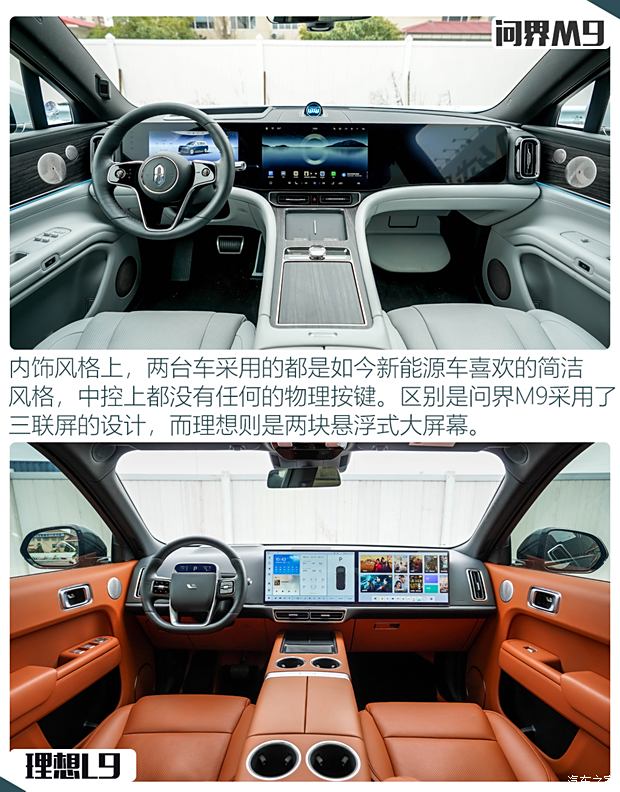 问界M9
内饰风格上，两台车采用的都是如今新能源车喜欢的简洁
风格，中控上都没有任何的物理按键。区别是问界M9采用了
三联屏的设计，而理想则是两块悬浮式大屏幕。
理想L9
汽车之家